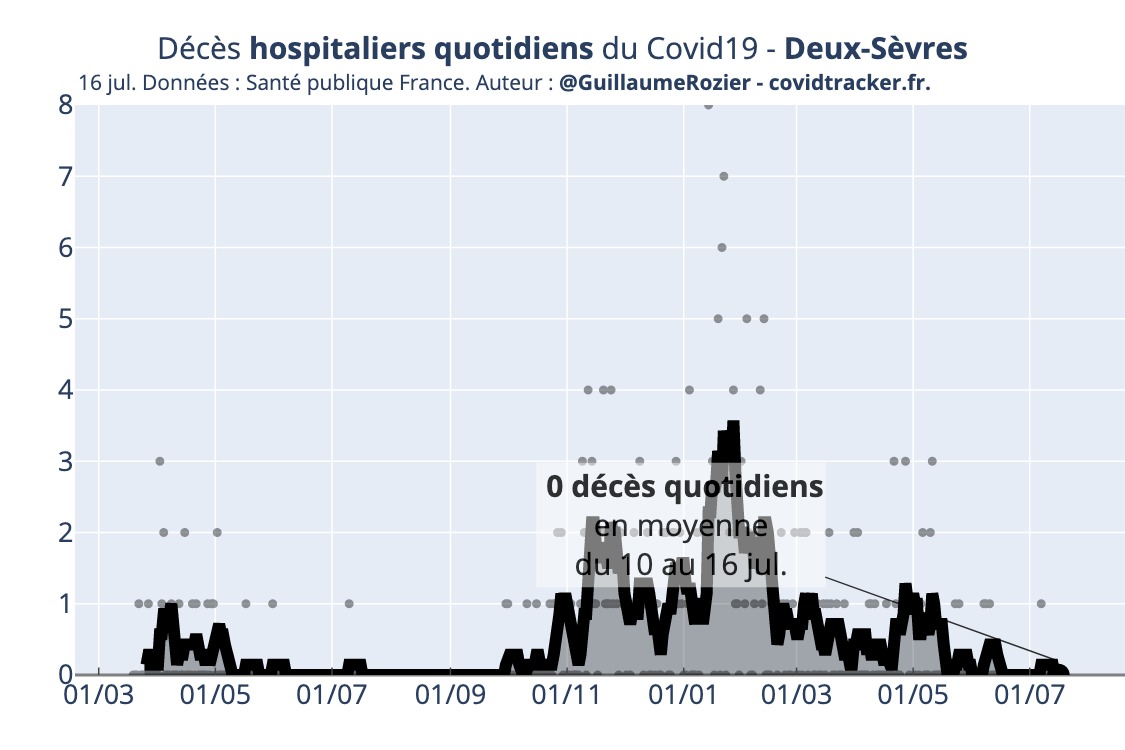 Décès hospitaliers quotidiens du Covid19 - Deux-Sèvres
16 jul. Données : Santé publique France. Auteur : @GuillaumeRozier - covidtracker.fr.
8
7
6
5
4
3
2
1
0
0 décès quotidiens
en moyenne
du 10 au 16 jul.
01/03 01/05 01/07 01/09 01/11 01/01 01/03 01/05 01/07